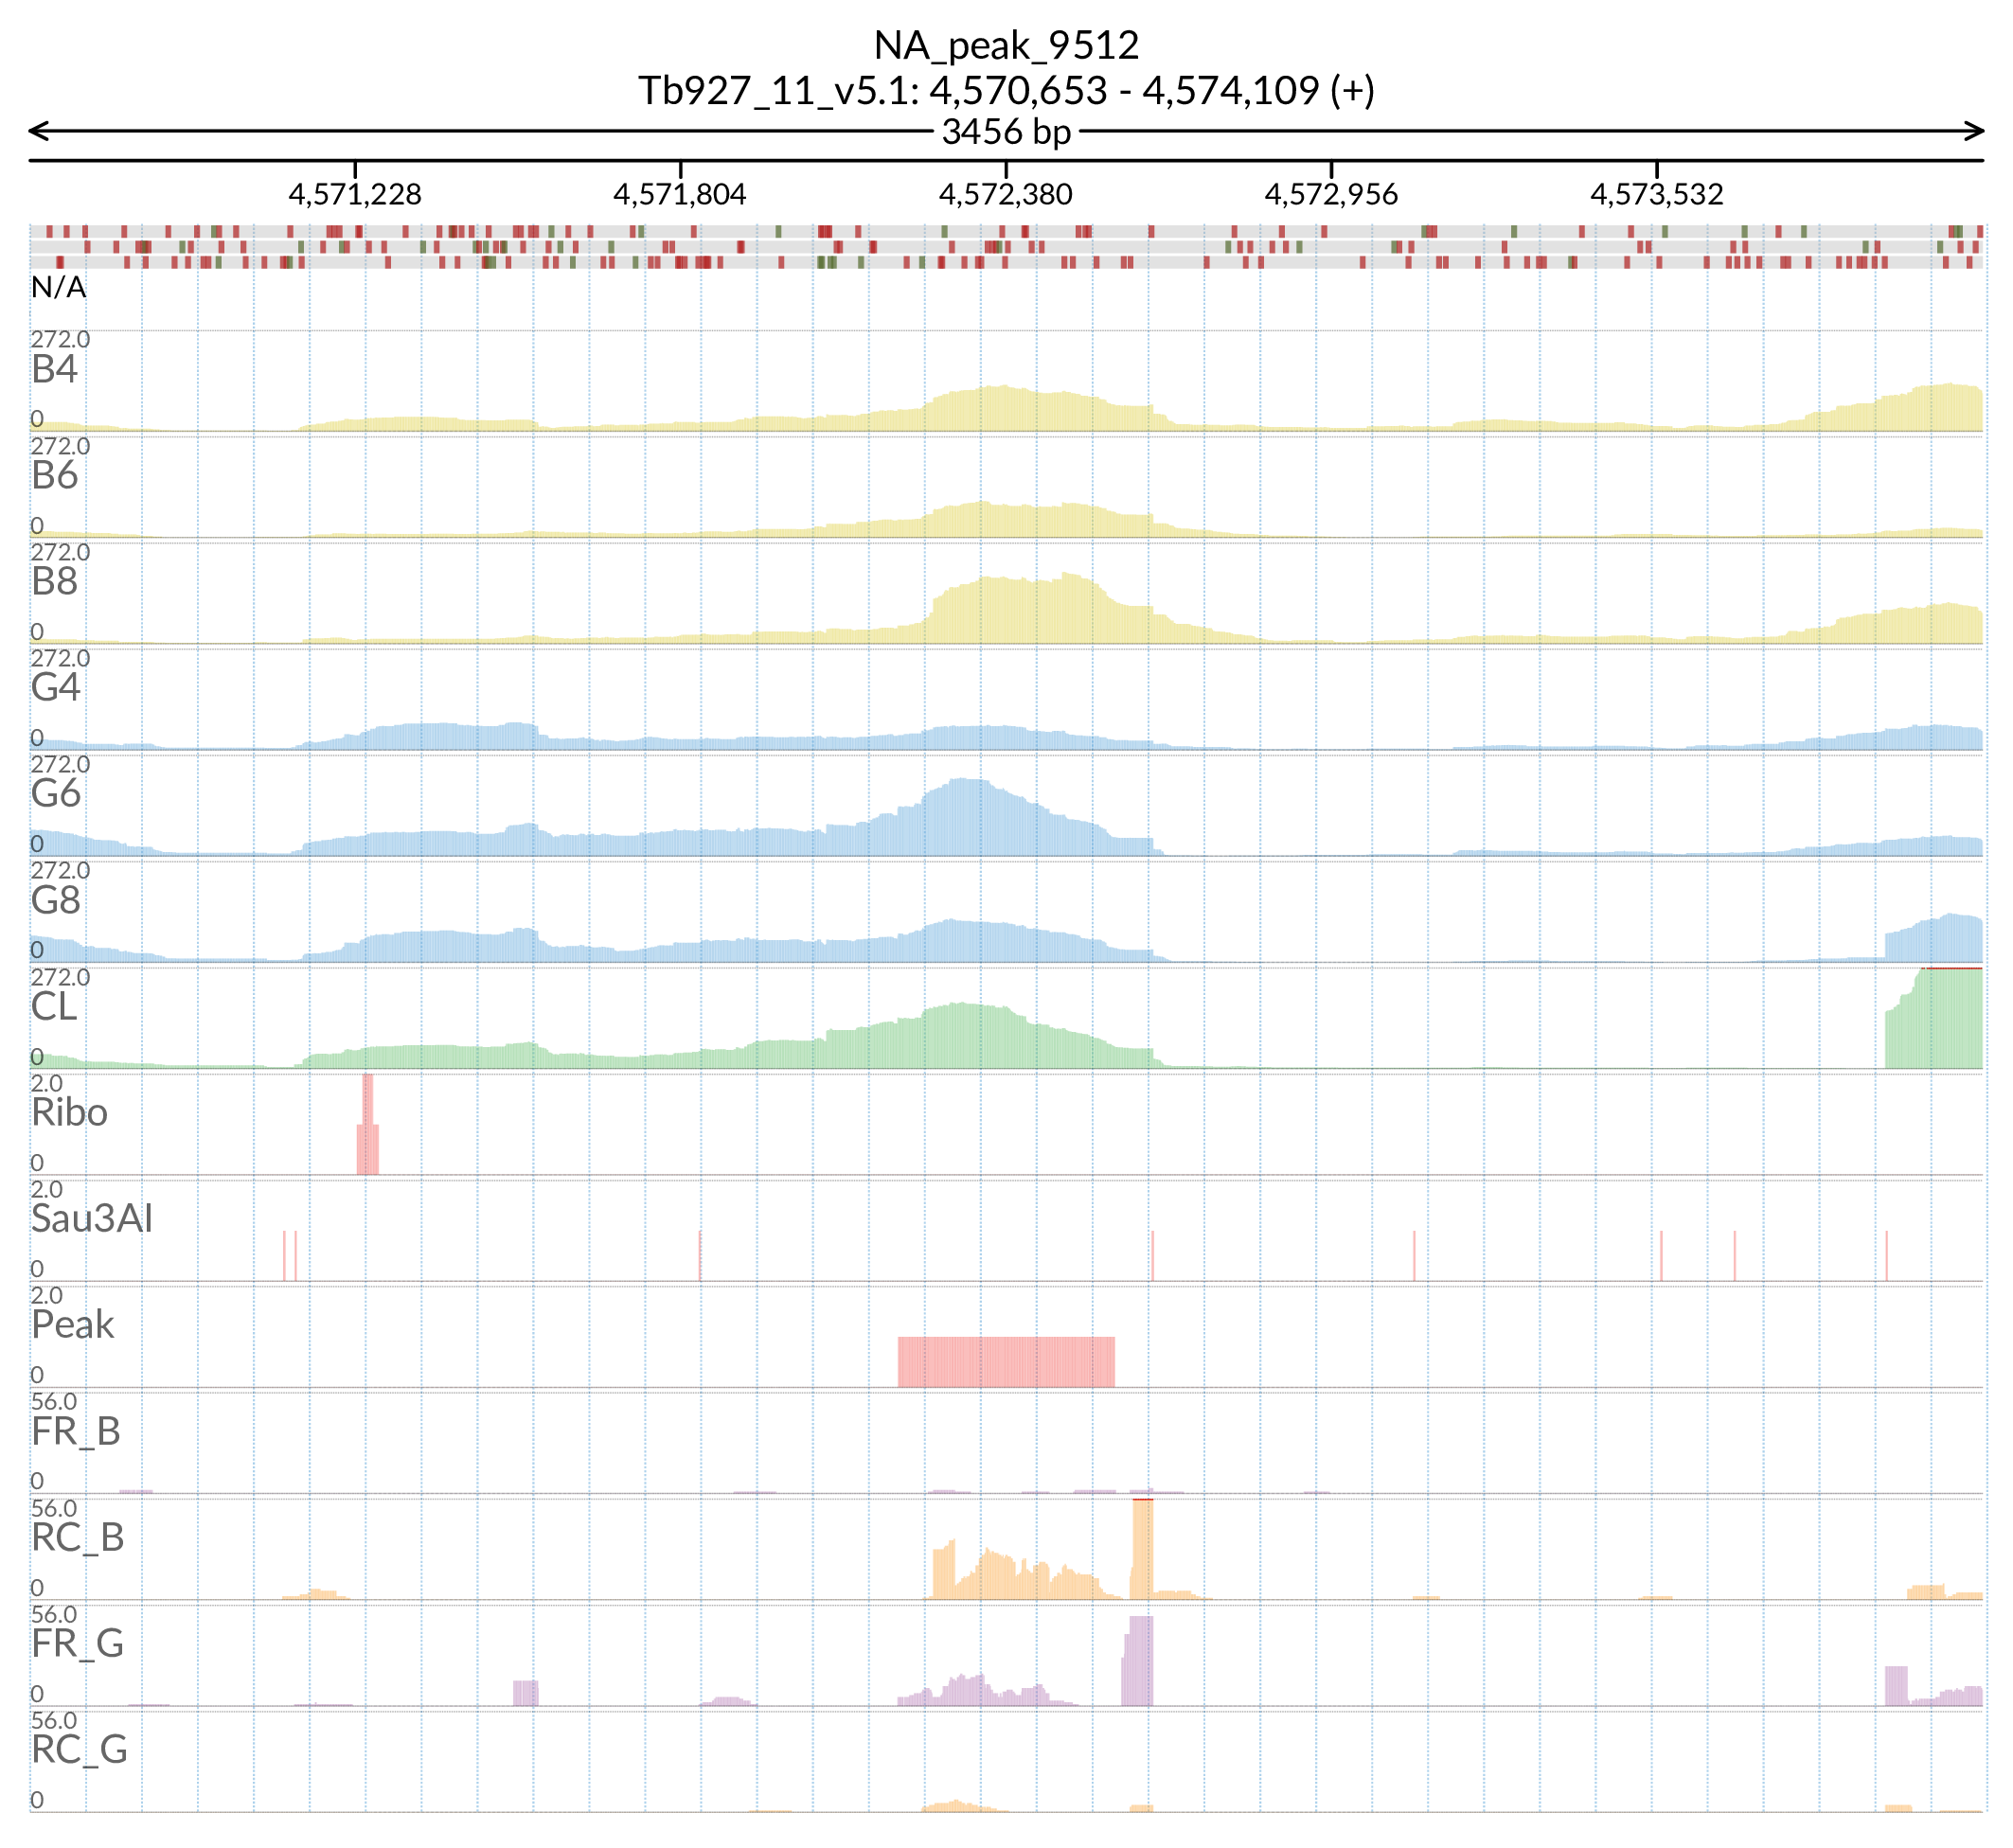 NA_peak_9512
Tb927_11_v5.1: 4,570,653 - 4,574,109 (+)
3456 bp
4,571,228 4,571,804 4,572,380 4,572,956 4,573,532
N/A
272.0
B4
0
272.0
B6
0
272.0
B8
0
272.0
G4
0
272.0
G6
0
272.0
G8
0
272.0
CL
0
2.0
Ribo
0
2.0
Sau3AI
0
2.0
Peak
0
56.0
FR_B
0
56.0
RC_B
0
56.0
FR_G
0
56.0
RC_G
0